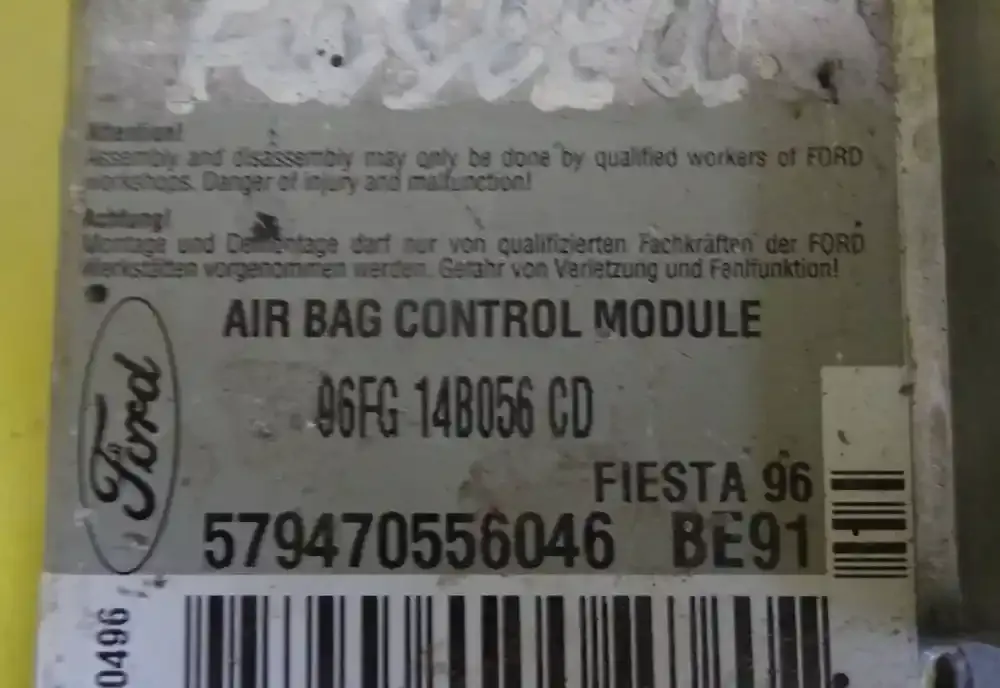 Attention!
Assembly and disassembly may only be done by qualified workers of FORD
workshops. Danger of injury and malfunction!
Achtung!
Montage und Demontage darf nur von qualifizierten Fachkräften der FORD
Werkstätten vorgenommen werden. Gefahr von Verletzung und Fehlfunktion!
AIR BAG CONTROL MODULE
Ford
96FG 14B056 CD
FIESTA 96
579470556046 BE91
1
0496